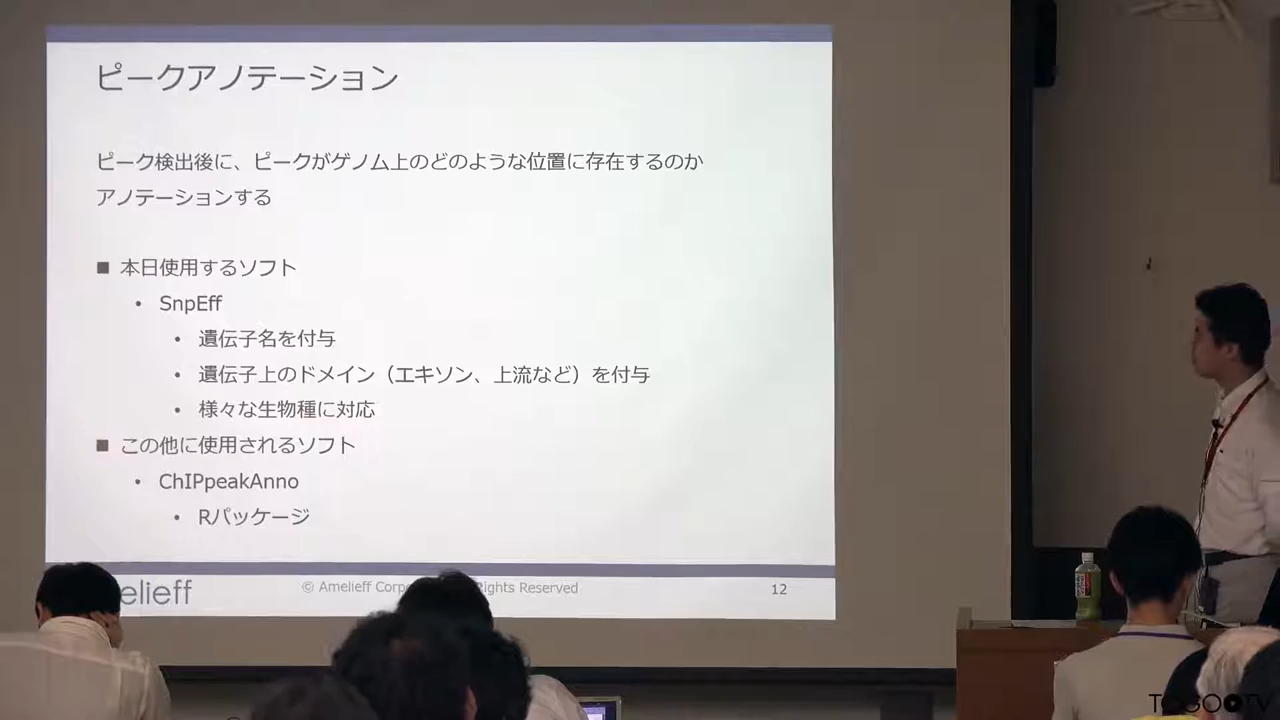 ピークアノテーション
ピーク検出後に、ピークがゲノム上のどのような位置に存在するのか
アノテーションする
■ 本日使用するソフト
• SnpEff
• 遺伝子名を付与
• 遺伝子上のドメイン（エキソン、上流など）を付与
• 様々な生物種に対応
■ この他に使用されるソフト
• ChIPpeakAnno
• Rパッケージ
elieff
© Amelieff Corp ights Reserved
12
TOGOTV